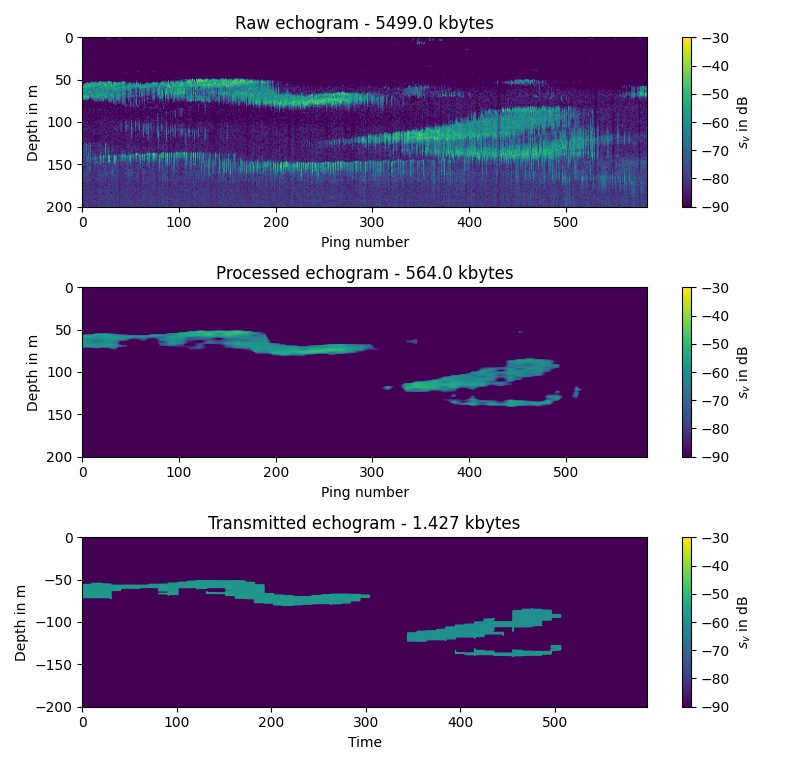 Raw echogram - 5499.0 kbytes
0
50
100
150
200
Depth in m
0 100 200 300 400 500
Ping number
−30
−40
−50
−60
−70
−80
−90
sv in dB
Processed echogram - 564.0 kbytes
0
50
100
150
200
Depth in m
0 100 200 300 400 500
Ping number
−30
−40
−50
−60
−70
−80
−90
sv in dB
Transmitted echogram - 1.427 kbytes
0
−50
−100
−150
−200
Depth in m
0 100 200 300 400 500
Time
−30
−40
−50
−60
−70
−80
−90
sv in dB